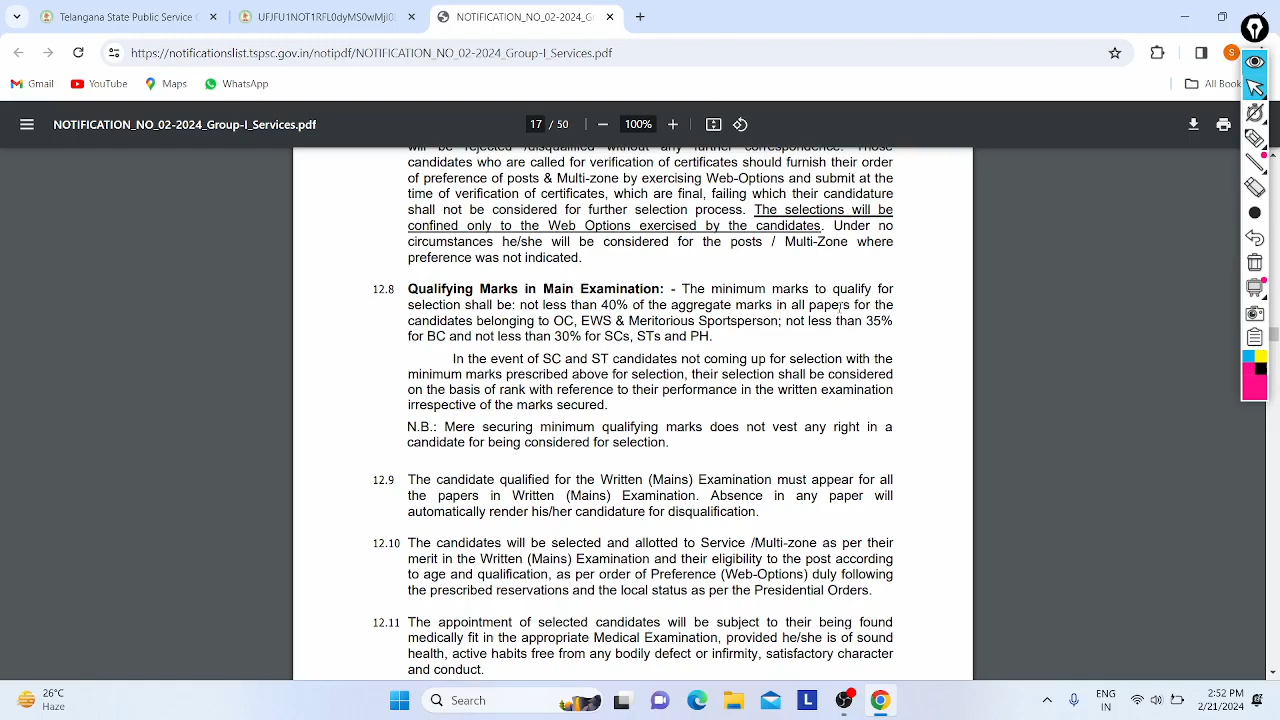 Telangana State Public Service
UFJFU1NOT1RFL0dyMS0wMjI0
NOTIFICATION_NO_02-2024_G
https://notificationslist.tspsc.gov.in/notipdf/NOTIFICATION_NO_02-2024_Group-I_Services.pdf
S
Gmail
YouTube
Maps
WhatsApp
All Book
NOTIFICATION_NO_02-2024_Group-I_Services.pdf
17 / 50
100%
will be rejected /disqualified without any further correspondence. Those
candidates who are called for verification of certificates should furnish their order
of preference of posts & Multi-zone by exercising Web-Options and submit at the
time of verification of certificates, which are final, failing which their candidature
shall not be considered for further selection process. The selections will be
confined only to the Web Options exercised by the candidates. Under no
circumstances he/she will be considered for the posts / Multi-Zone where
preference was not indicated.
12.8 Qualifying Marks in Main Examination: - The minimum marks to qualify for
selection shall be: not less than 40% of the aggregate marks in all papers for the
candidates belonging to OC, EWS & Meritorious Sportsperson; not less than 35%
for BC and not less than 30% for SCs, STs and PH.
In the event of SC and ST candidates not coming up for selection with the
minimum marks prescribed above for selection, their selection shall be considered
on the basis of rank with reference to their performance in the written examination
irrespective of the marks secured.
N.B.: Mere securing minimum qualifying marks does not vest any right in a
candidate for being considered for selection.
12.9 The candidate qualified for the Written (Mains) Examination must appear for all
the papers in Written (Mains) Examination. Absence in any paper will
automatically render his/her candidature for disqualification.
12.10 The candidates will be selected and allotted to Service /Multi-zone as per their
merit in the Written (Mains) Examination and their eligibility to the post according
to age and qualification, as per order of Preference (Web-Options) duly following
the prescribed reservations and the local status as per the Presidential Orders.
12.11 The appointment of selected candidates will be subject to their being found
medically fit in the appropriate Medical Examination, provided he/she is of sound
health, active habits free from any bodily defect or infirmity, satisfactory character
and conduct.
26°C
Haze
Search
L
ENG
IN
2:52 PM
2/21/2024